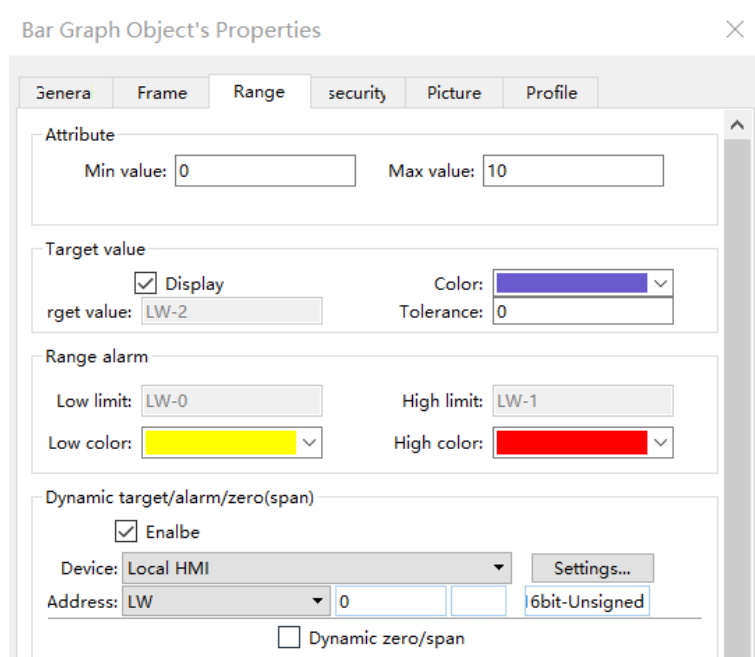 Bar Graph Object's Properties
Genera Frame Range security Picture Profile
Attribute
Min value: 0 Max value: 10
Target value
Display Color:
rget value: LW-2 Tolerance: 0
Range alarm
Low limit: LW-0 High limit: LW-1
Low color: High color:
Dynamic target/alarm/zero(span)
Enalbe
Device: Local HMI Settings...
Address: LW 0 16bit-Unsigned
Dynamic zero/span